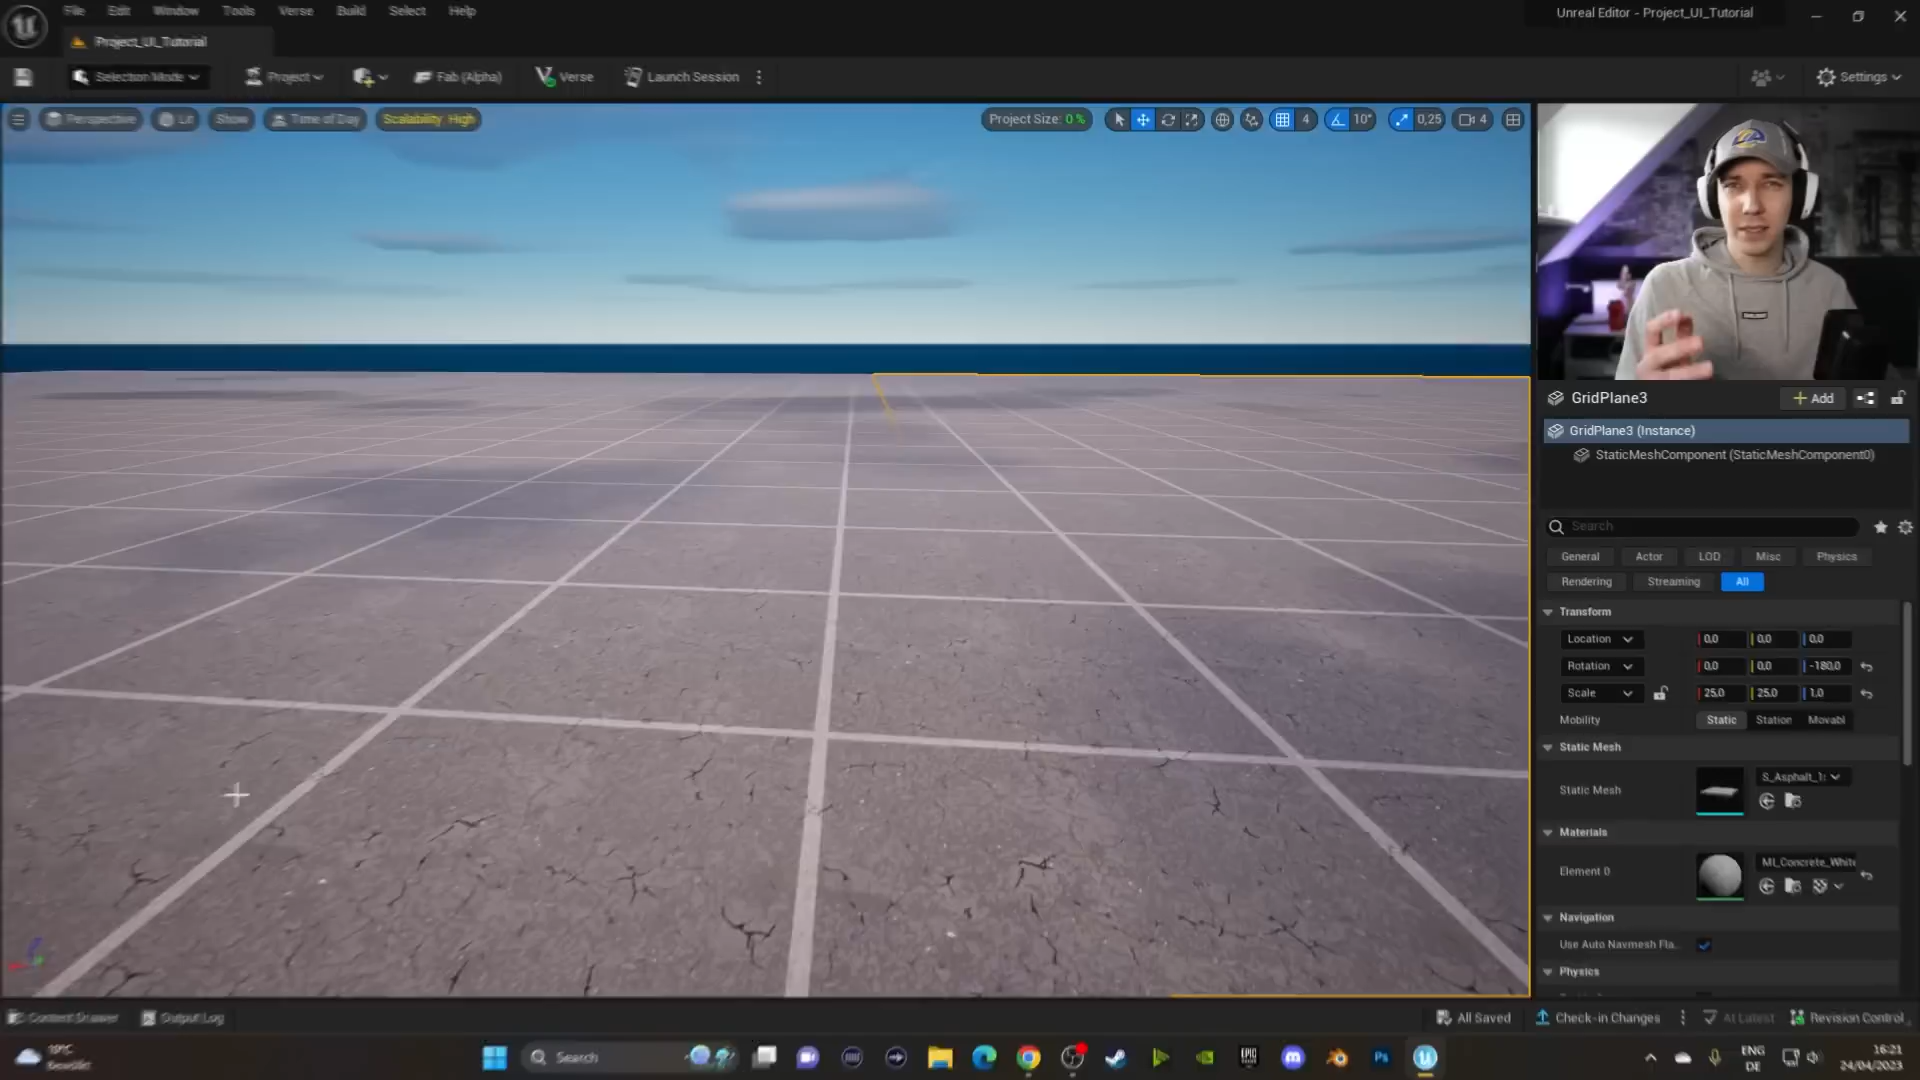 File Edit Window Tools Verse Build Select Help
Unreal Editor - Project_UI_Tutorial
Project_UI_Tutorial
Selection Mode Project Fab (Alpha) Verse Launch Session Settings
Perspective Lit Show Time of Day Scalability: High Project Size: 0 % 4 10° 0,25 4
GridPlane3 + Add
GridPlane3 (Instance)
StaticMeshComponent (StaticMeshComponent0)
Search
General Actor LOD Misc Physics
Rendering Streaming All
Transform
Location 0,0 0,0 0,0
Rotation 0,0 0,0 -180,0
Scale 25,0 25,0 1,0
Mobility Static Station Movabl
Static Mesh
Static Mesh S_Asphalt_1:
Materials
Element 0 MI_Concrete_White
Navigation
Use Auto Navmesh Fla...
Physics
Content Drawer Output Log All Saved Check-in Changes At Latest Revision Control
Search
EPIC
Ps
ENG
DE
16:21
24/04/2023